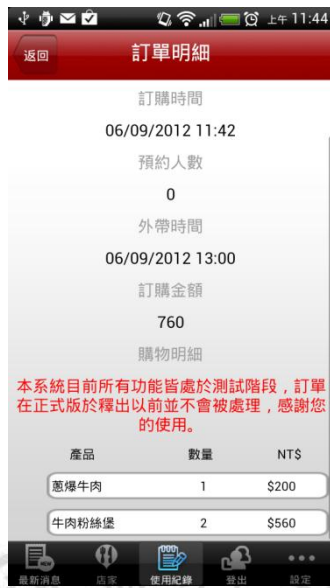 上午 11:44
返回
訂單明細
訂購時間
06/09/2012 11:42
預約人數
0
外帶時間
06/09/2012 13:00
訂購金額
760
購物明細
本系統目前所有功能皆處於測試階段，訂單
在正式版於釋出以前並不會被處理，感謝您
的使用。
產品 數量 NT$
蔥爆牛肉 1 $200
牛肉粉絲堡 2 $560
最新消息 店家 使用紀錄 登出 設定